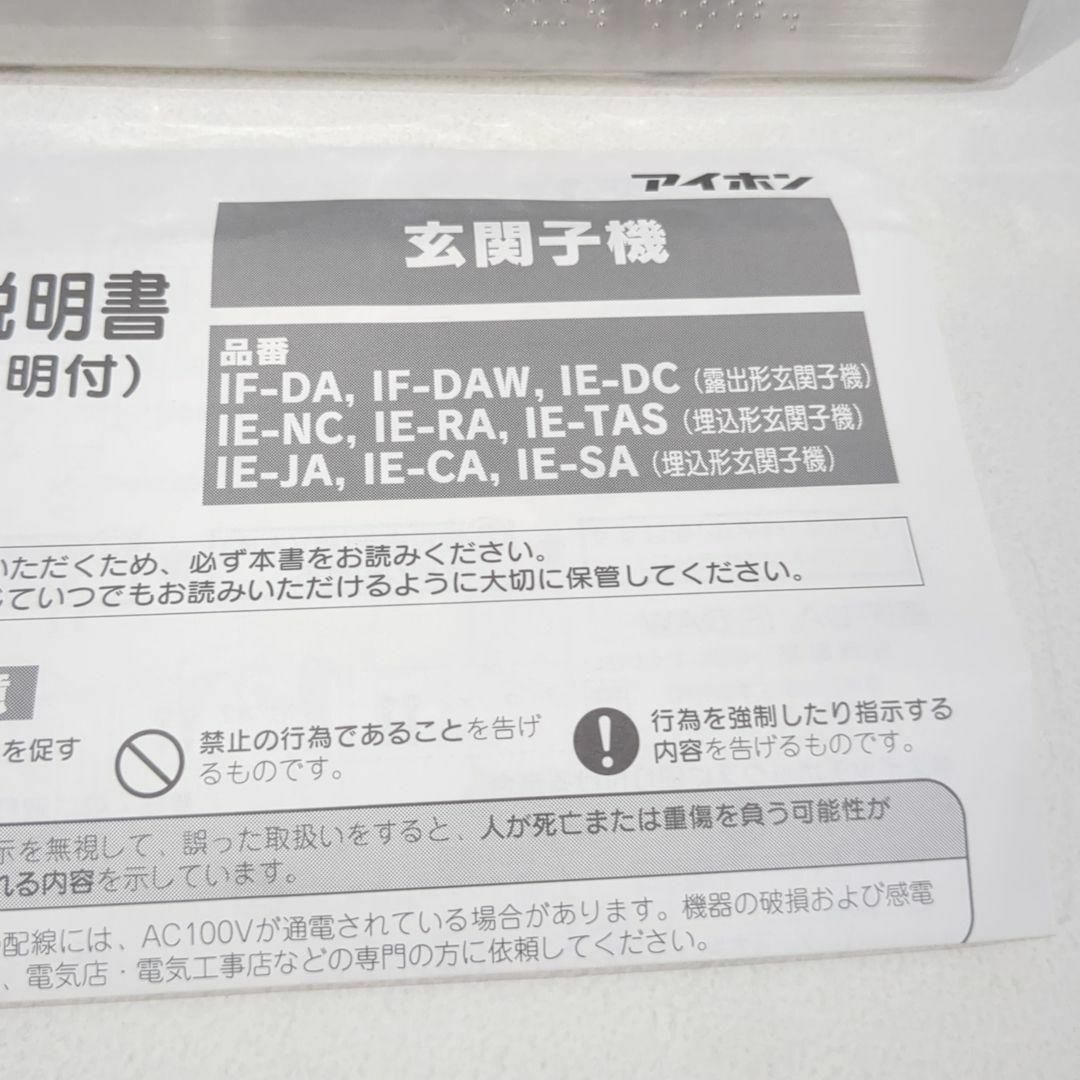 アイホン
玄関子機
説明書
明付）
品番
IF-DA, IF-DAW, IE-DC（露出形玄関子機）
IE-NC, IE-RA, IE-TAS（埋込形玄関子機）
IE-JA, IE-CA, IE-SA（埋込形玄関子機）
いただくため、必ず本書をお読みください。
じていつでもお読みいただけるように大切に保管してください。
を促す
禁止の行為であることを告げ
るものです。
行為を強制したり指示する
内容を告げるものです。
示を無視して、誤った取扱いをすると、人が死亡または重傷を負う可能性が
れる内容を示しています。
配線には、AC100Vが通電されている場合があります。機器の破損および感電
、電気店・電気工事店などの専門の方に依頼してください。